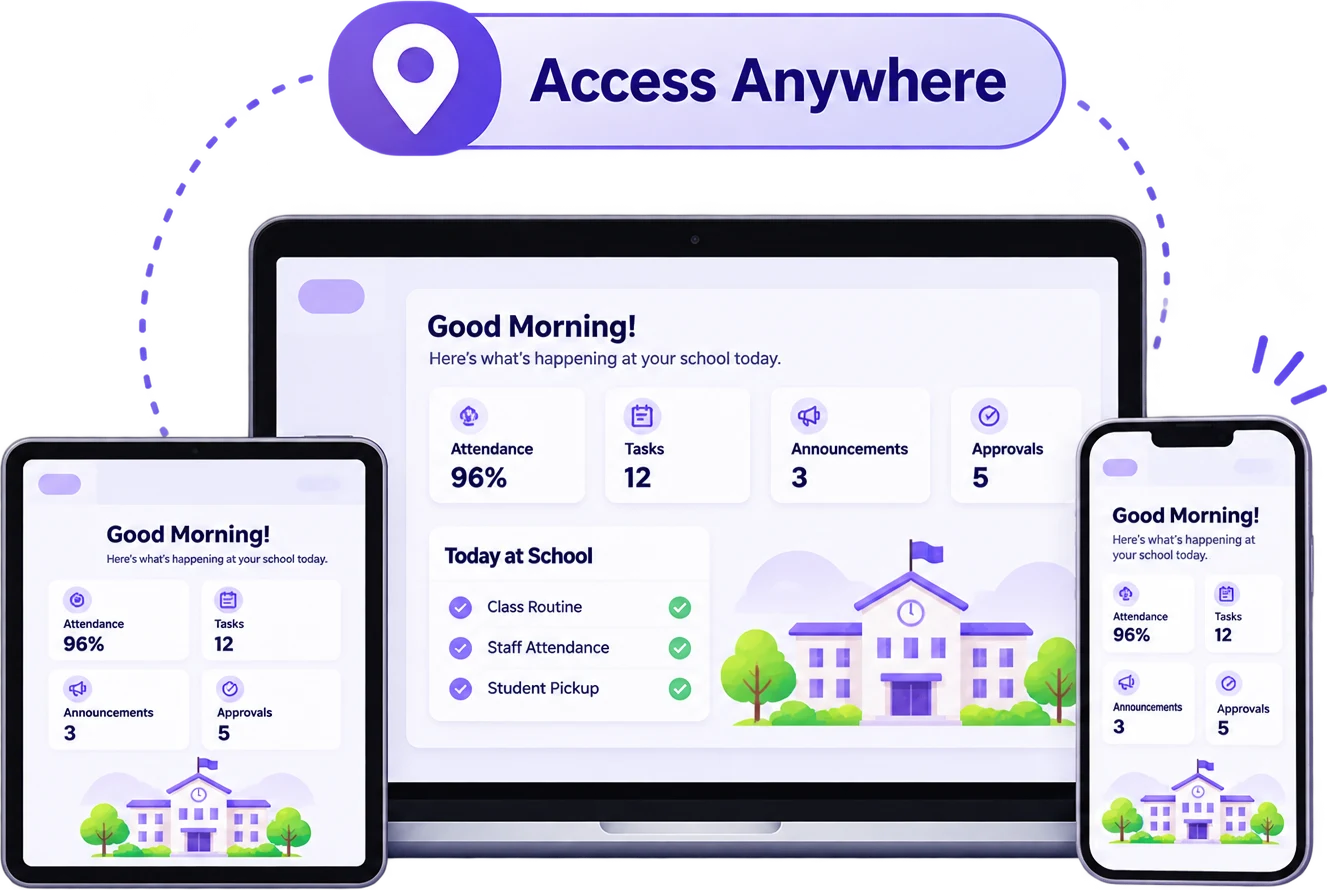 Access Anywhere
Good Morning!
Here's what's happening at your school today.
Attendance
96%
Tasks
12
Announcements
3
Approvals
5
Today at School
Class Routine
Staff Attendance
Student Pickup
Good Morning!
Here's what's happening at your school today.
Attendance
96%
Tasks
12
Announcements
3
Approvals
5
Good Morning!
Here's what's happening at
your school today.
Attendance
96%
Tasks
12
Announcements
3
Approvals
5